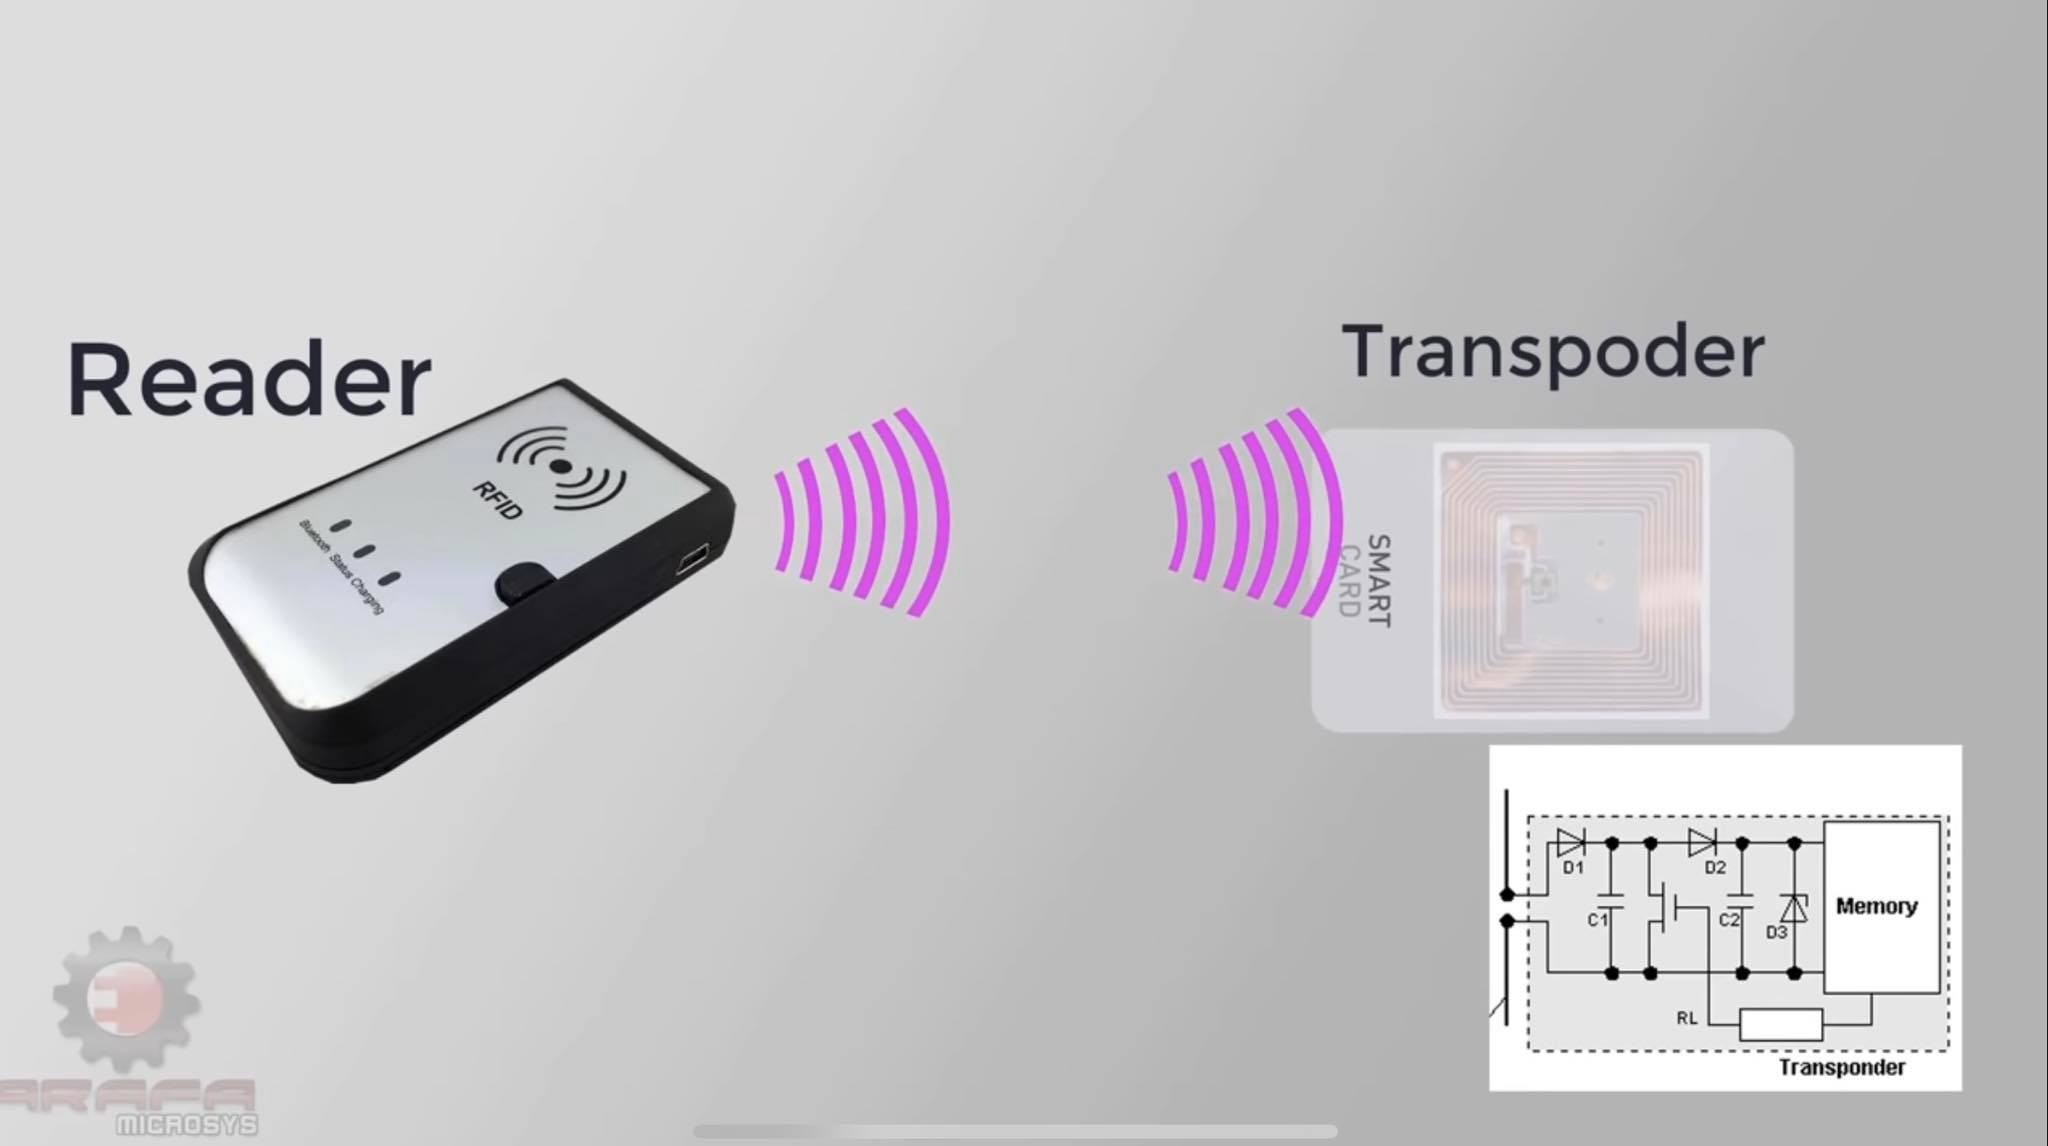 Reader
Transpoder
RFID
Bluetooth Status Charging
SMART
CARD
D1
D2
C1
C2
D3
Memory
RL
Transponder
ARAFA
MICROSYS